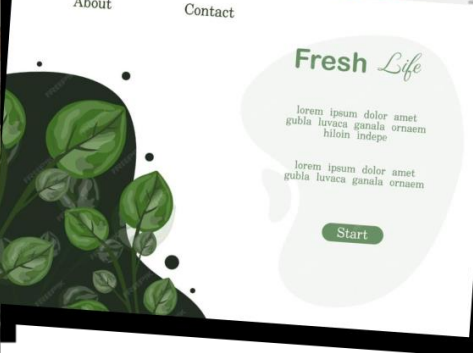 About
Contact
Fresh Life
lorem ipsum dolor amet
gubla luvaca ganala ornaem
hiloin indepe
lorem ipsum dolor amet
gubla luvaca ganala ornaem
Start